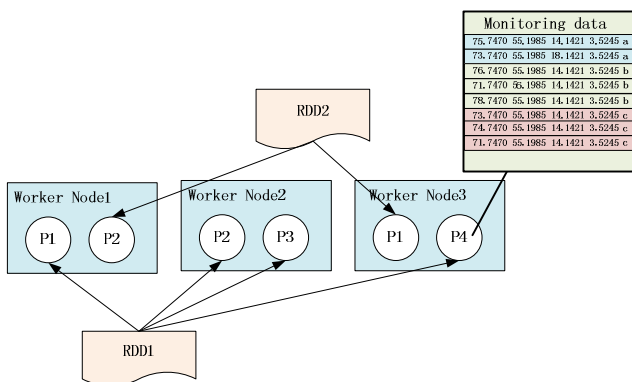 Monitoring data
75.7470 55.1985 14.1421 3.5245 a
73.7470 55.1985 18.1421 3.5245 a
76.7470 55.1985 14.1421 3.5245 b
71.7470 56.1985 14.1421 3.5245 b
78.7470 55.1985 14.1421 3.5245 b
73.7470 55.1985 14.1421 3.5245 c
74.7470 55.1985 14.1421 3.5245 c
71.7470 55.1985 14.1421 3.5245 c
RDD2
Worker Node1
P1 P2
Worker Node2
P2 P3
Worker Node3
P1 P4
RDD1